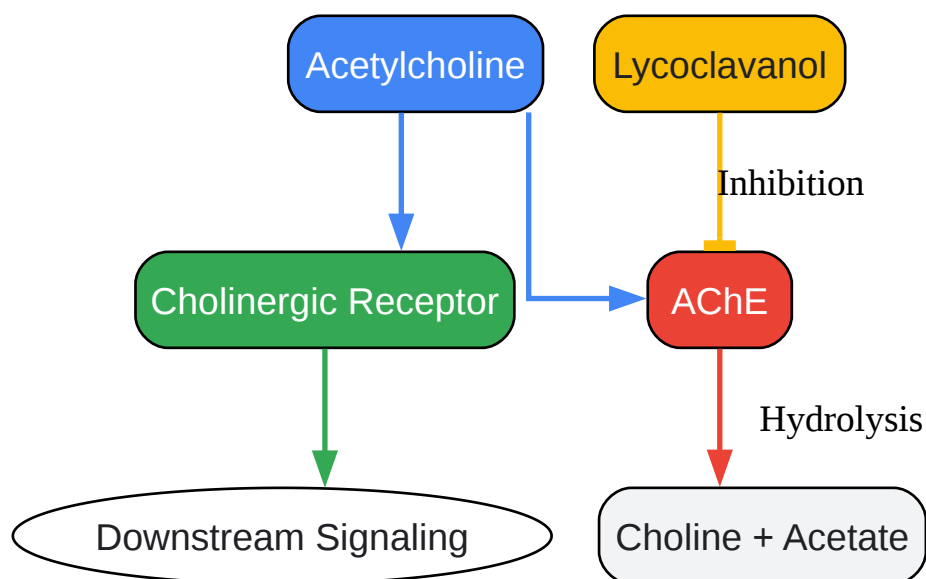 Acetylcholine
Lycoclavanol
Inhibition
Cholinergic Receptor
AChE
Hydrolysis
Downstream Signaling
Choline + Acetate